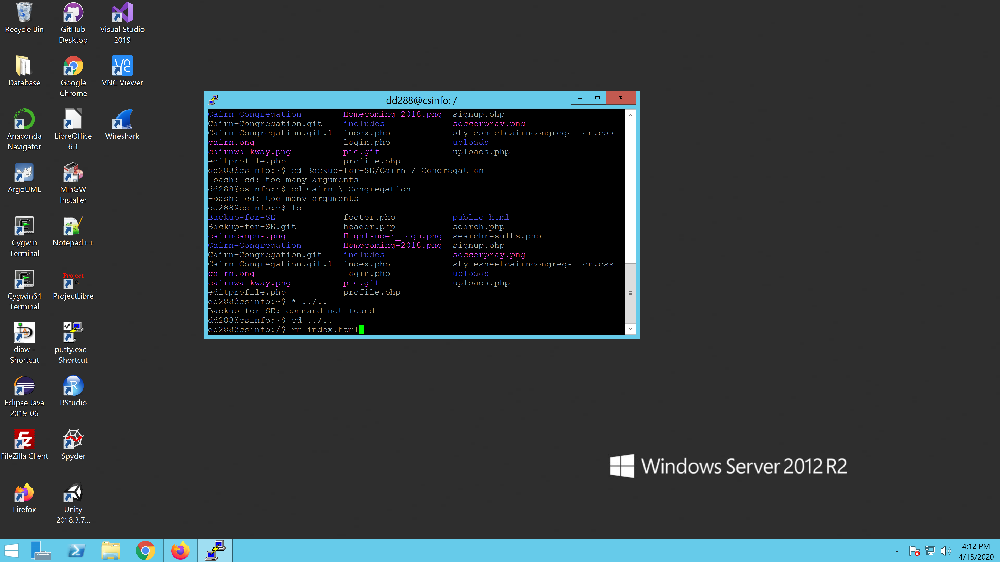 Recycle Bin
GitHub
Desktop
Visual Studio
2019
Database
Google
Chrome
VNC Viewer
Anaconda
Navigator
LibreOffice
6.1
Wireshark
ArgoUML
MinGW
Installer
Cygwin
Terminal
Notepad++
Cygwin64
Terminal
Project
ProjectLibre
diaw -
Shortcut
putty.exe -
Shortcut
Eclipse Java
2019-06
R
RStudio
FileZilla Client
Spyder
Firefox
Unity
2018.3.7...
dd288@csinfo: /
Cairn-Congregation Homecoming-2018.png signup.php
Cairn-Congregation.git includes soccerpray.png
Cairn-Congregation.git.1 index.php stylesheetcairncongregation.css
cairn.png login.php uploads
cairnwalkway.png pic.gif uploads.php
editprofile.php profile.php
dd288@csinfo:~$ cd Backup-for-SE/Cairn / Congregation
-bash: cd: too many arguments
dd288@csinfo:~$ cd Cairn \ Congregation
-bash: cd: too many arguments
dd288@csinfo:~$ ls
Backup-for-SE footer.php public_html
Backup-for-SE.git header.php search.php
cairncampus.png Highlander_logo.png searchresults.php
Cairn-Congregation Homecoming-2018.png signup.php
Cairn-Congregation.git includes soccerpray.png
Cairn-Congregation.git.1 index.php stylesheetcairncongregation.css
cairn.png login.php uploads
cairnwalkway.png pic.gif uploads.php
editprofile.php profile.php
dd288@csinfo:~$ * ../..
Backup-for-SE: command not found
dd288@csinfo:~$ cd ../..
dd288@csinfo:/$ rm index.html
Windows Server 2012 R2
4:12 PM
4/15/2020